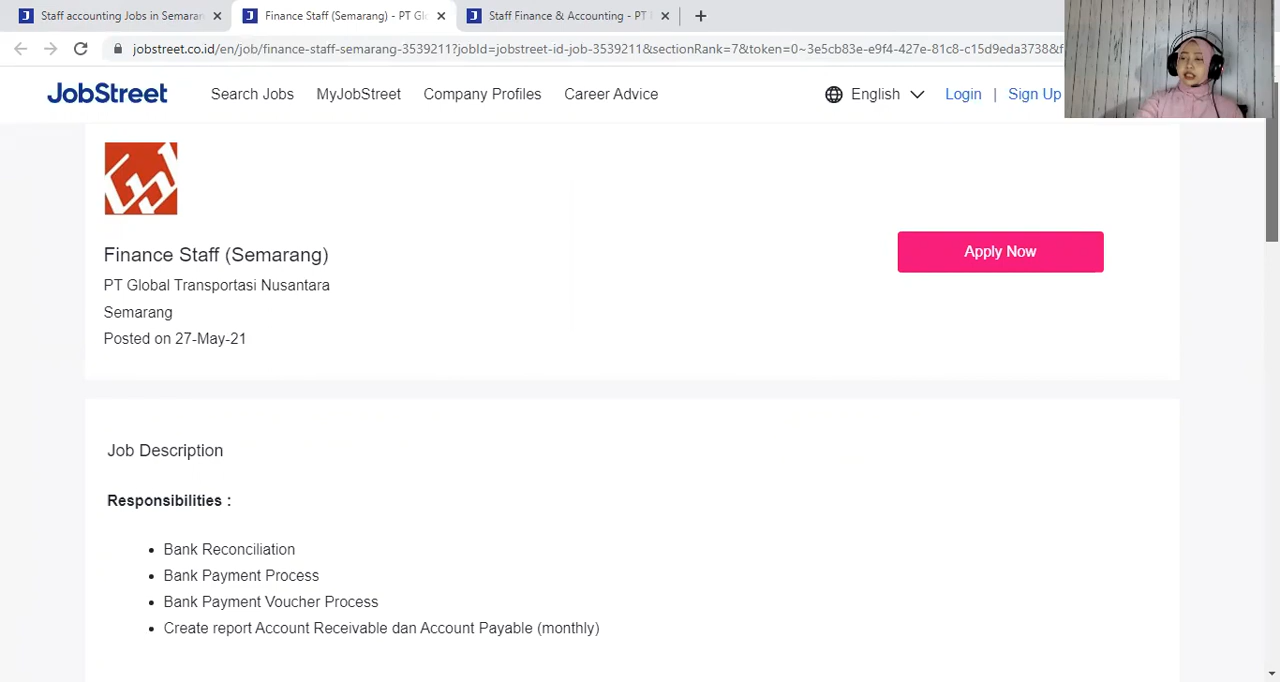 Staff accounting Jobs in Semaran
Finance Staff (Semarang) - PT Gl
Staff Finance & Accounting - PT
jobstreet.co.id/en/job/finance-staff-semarang-3539211?jobId=jobstreet-id-job-3539211&sectionRank=7&token=0~3e5cb83e-e9f4-427e-81c8-c15d9eda3738&f
JobStreet
Search Jobs
MyJobStreet
Company Profiles
Career Advice
English
Login | Sign Up
Finance Staff (Semarang)
PT Global Transportasi Nusantara
Semarang
Posted on 27-May-21
Apply Now
Job Description
Responsibilities :
• Bank Reconciliation
• Bank Payment Process
• Bank Payment Voucher Process
• Create report Account Receivable dan Account Payable (monthly)